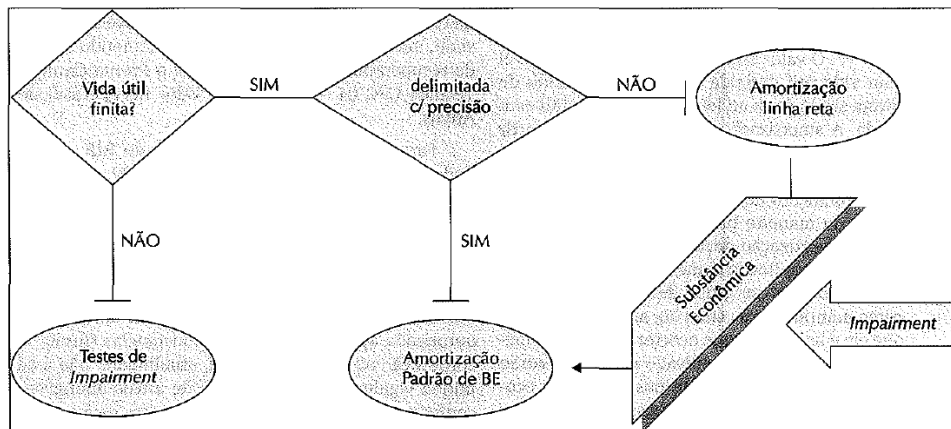 Vida útil
finita?
SIM
delimitada
c/ precisão
NÃO
Amortização
linha reta
NÃO
SIM
Substância
Econômica
Impairment
Testes de
Impairment
Amortização
Padrão de BE